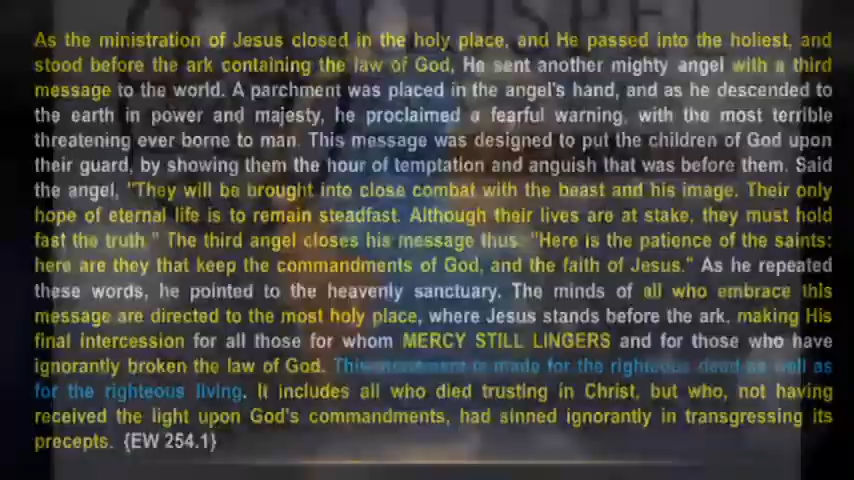 As the ministration of Jesus closed in the holy place, and He passed into the holiest, and
stood before the ark containing the law of God, He sent another mighty angel with a third
message to the world. A parchment was placed in the angel's hand, and as he descended to
the earth in power and majesty, he proclaimed a fearful warning, with the most terrible
threatening ever borne to man. This message was designed to put the children of God upon
their guard, by showing them the hour of temptation and anguish that was before them. Said
the angel, "They will be brought into close combat with the beast and his image. Their only
hope of eternal life is to remain steadfast. Although their lives are at stake, they must hold
fast the truth." The third angel closes his message thus: "Here is the patience of the saints:
here are they that keep the commandments of God, and the faith of Jesus." As he repeated
these words, he pointed to the heavenly sanctuary. The minds of all who embrace this
message are directed to the most holy place, where Jesus stands before the ark, making His
final intercession for all those for whom MERCY STILL LINGERS and for those who have
ignorantly broken the law of God. This atonement is made for the righteous dead as well as
for the righteous living. It includes all who died trusting in Christ, but who, not having
received the light upon God's commandments, had sinned ignorantly in transgressing its
precepts. {EW 254.1}